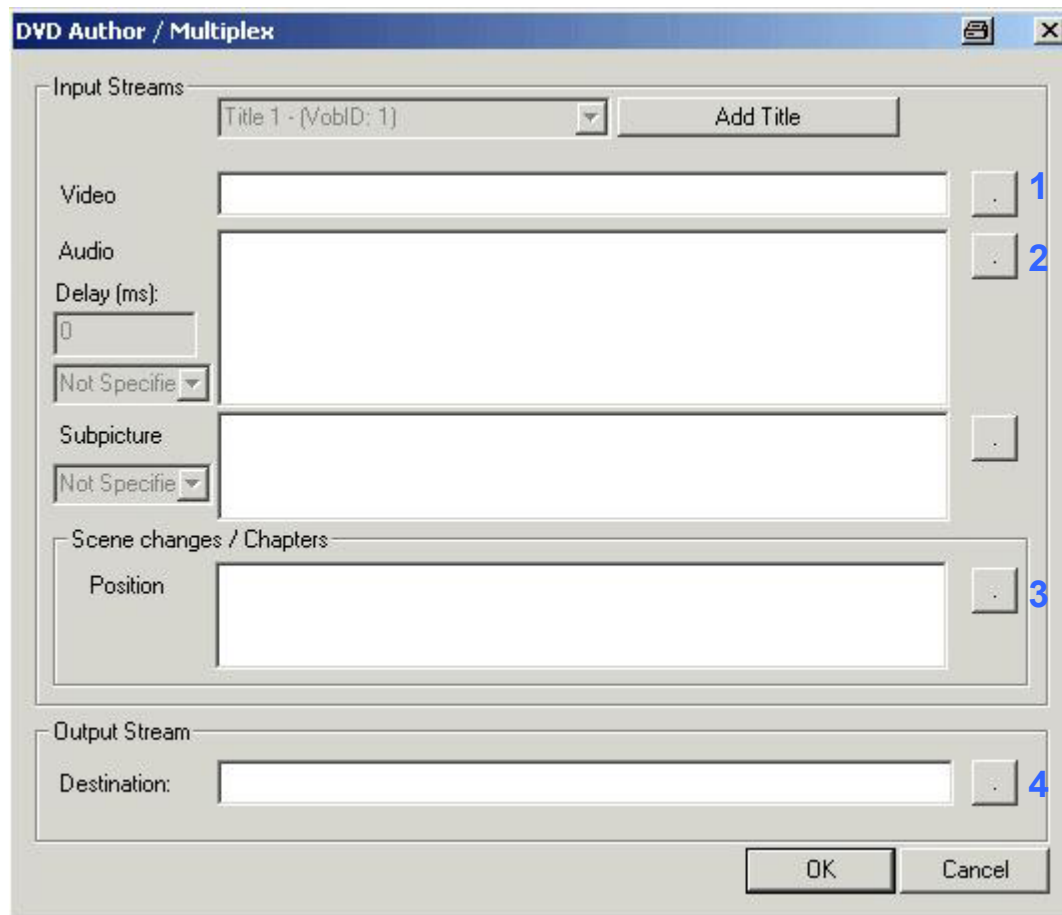 DVD Author / Multiplex
Input Streams
Title 1 - (VobID: 1)
Add Title
Video
.
1
Audio
.
2
Delay (ms):
0
Not Specifie
Subpicture
.
Not Specifie
Scene changes / Chapters
Position
.
3
Output Stream
Destination:
.
4
OK
Cancel